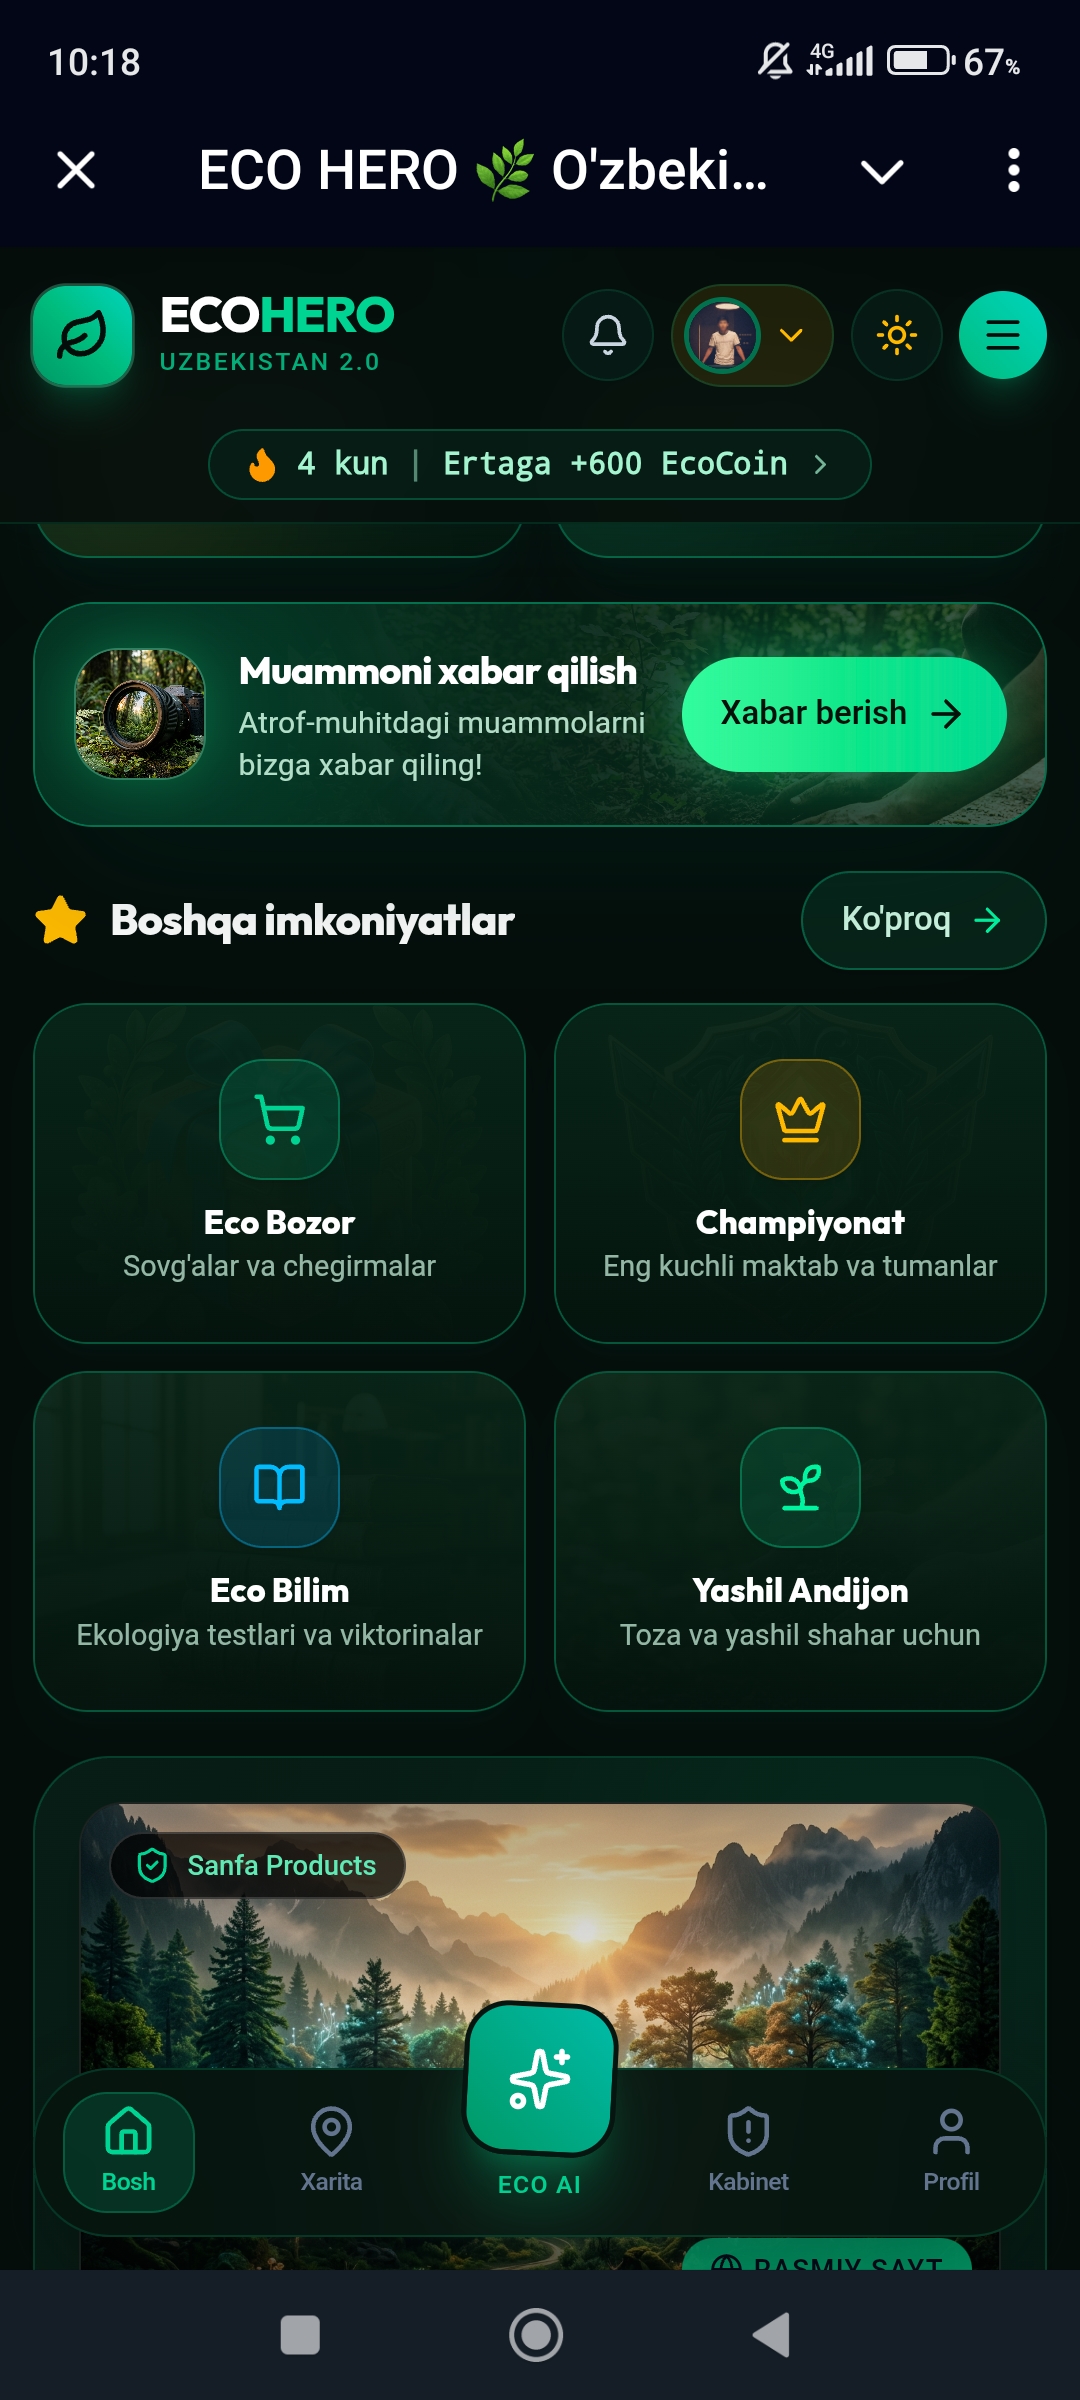 10:18
4G
67%
ECO HERO 🌿 O'zbeki...
ECOHERO
UZBEKISTAN 2.0
4 kun | Ertaga +600 EcoCoin
Muammoni xabar qilish
Atrof-muhitdagi muammolarni
bizga xabar qiling!
Xabar berish
Boshqa imkoniyatlar
Ko'proq
Eco Bozor
Sovg'alar va chegirmalar
Champiyonat
Eng kuchli maktab va tumanlar
Eco Bilim
Ekologiya testlari va viktorinalar
Yashil Andijon
Toza va yashil shahar uchun
Sanfa Products
Bosh
Xarita
ECO AI
Kabinet
Profil
RASMIY SAYT